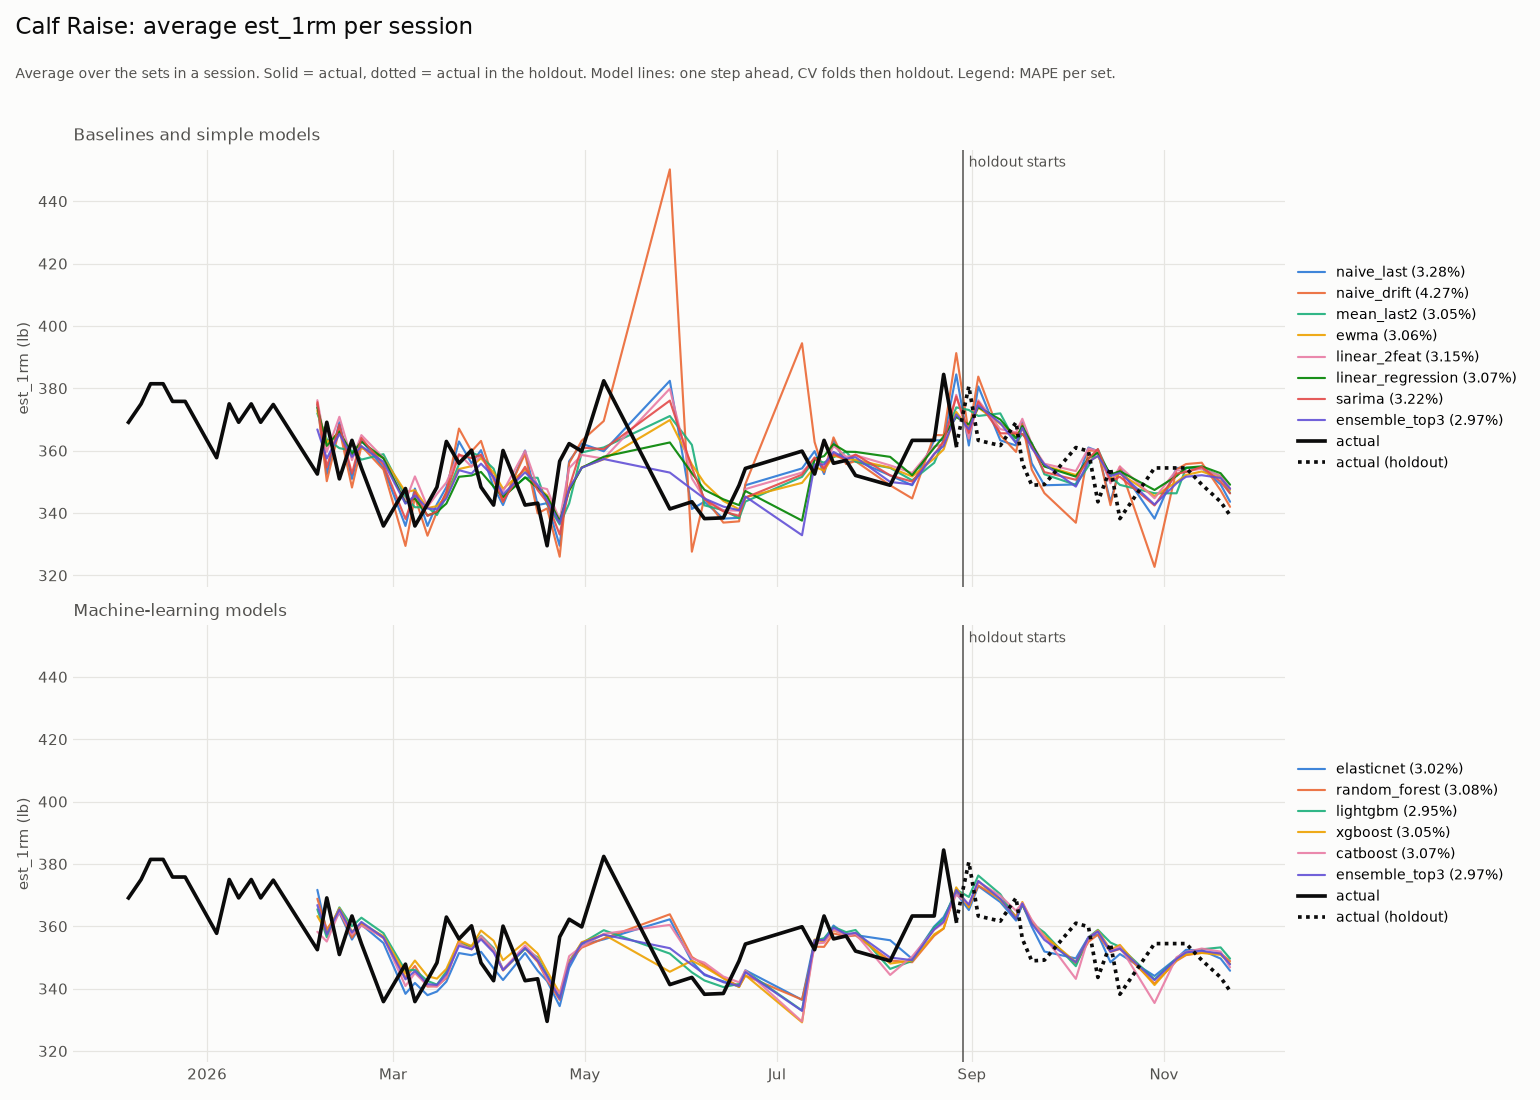 Calf Raise: average est_1rm per session
Average over the sets in a session. Solid = actual, dotted = actual in the holdout. Model lines: one step ahead, CV folds then holdout. Legend: MAPE per set.
Baselines and simple models
holdout starts
440
420
400
380
360
340
320
est_1rm (lb)
naive_last (3.28%)
naive_drift (4.27%)
mean_last2 (3.05%)
ewma (3.06%)
linear_2feat (3.15%)
linear_regression (3.07%)
sarima (3.22%)
ensemble_top3 (2.97%)
actual
actual (holdout)
Machine-learning models
holdout starts
440
420
400
380
360
340
320
est_1rm (lb)
elasticnet (3.02%)
random_forest (3.08%)
lightgbm (2.95%)
xgboost (3.05%)
catboost (3.07%)
ensemble_top3 (2.97%)
actual
actual (holdout)
2026
Mar
May
Jul
Sep
Nov